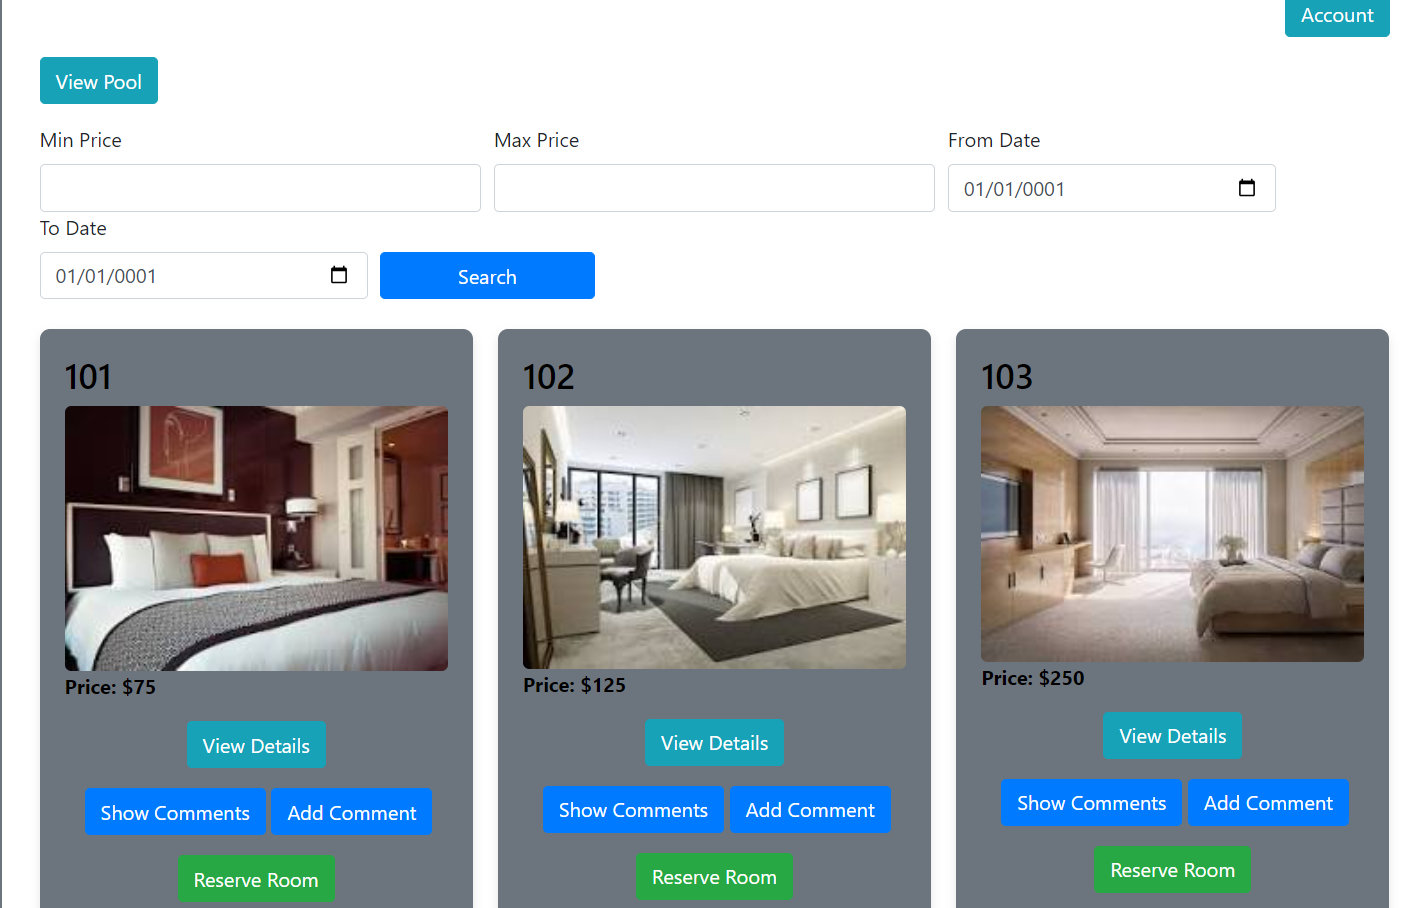 Account
View Pool
Min Price
Max Price
From Date
01/01/0001
To Date
01/01/0001
Search
101
Price: $75
View Details
Show Comments
Add Comment
Reserve Room
102
Price: $125
View Details
Show Comments
Add Comment
Reserve Room
103
Price: $250
View Details
Show Comments
Add Comment
Reserve Room